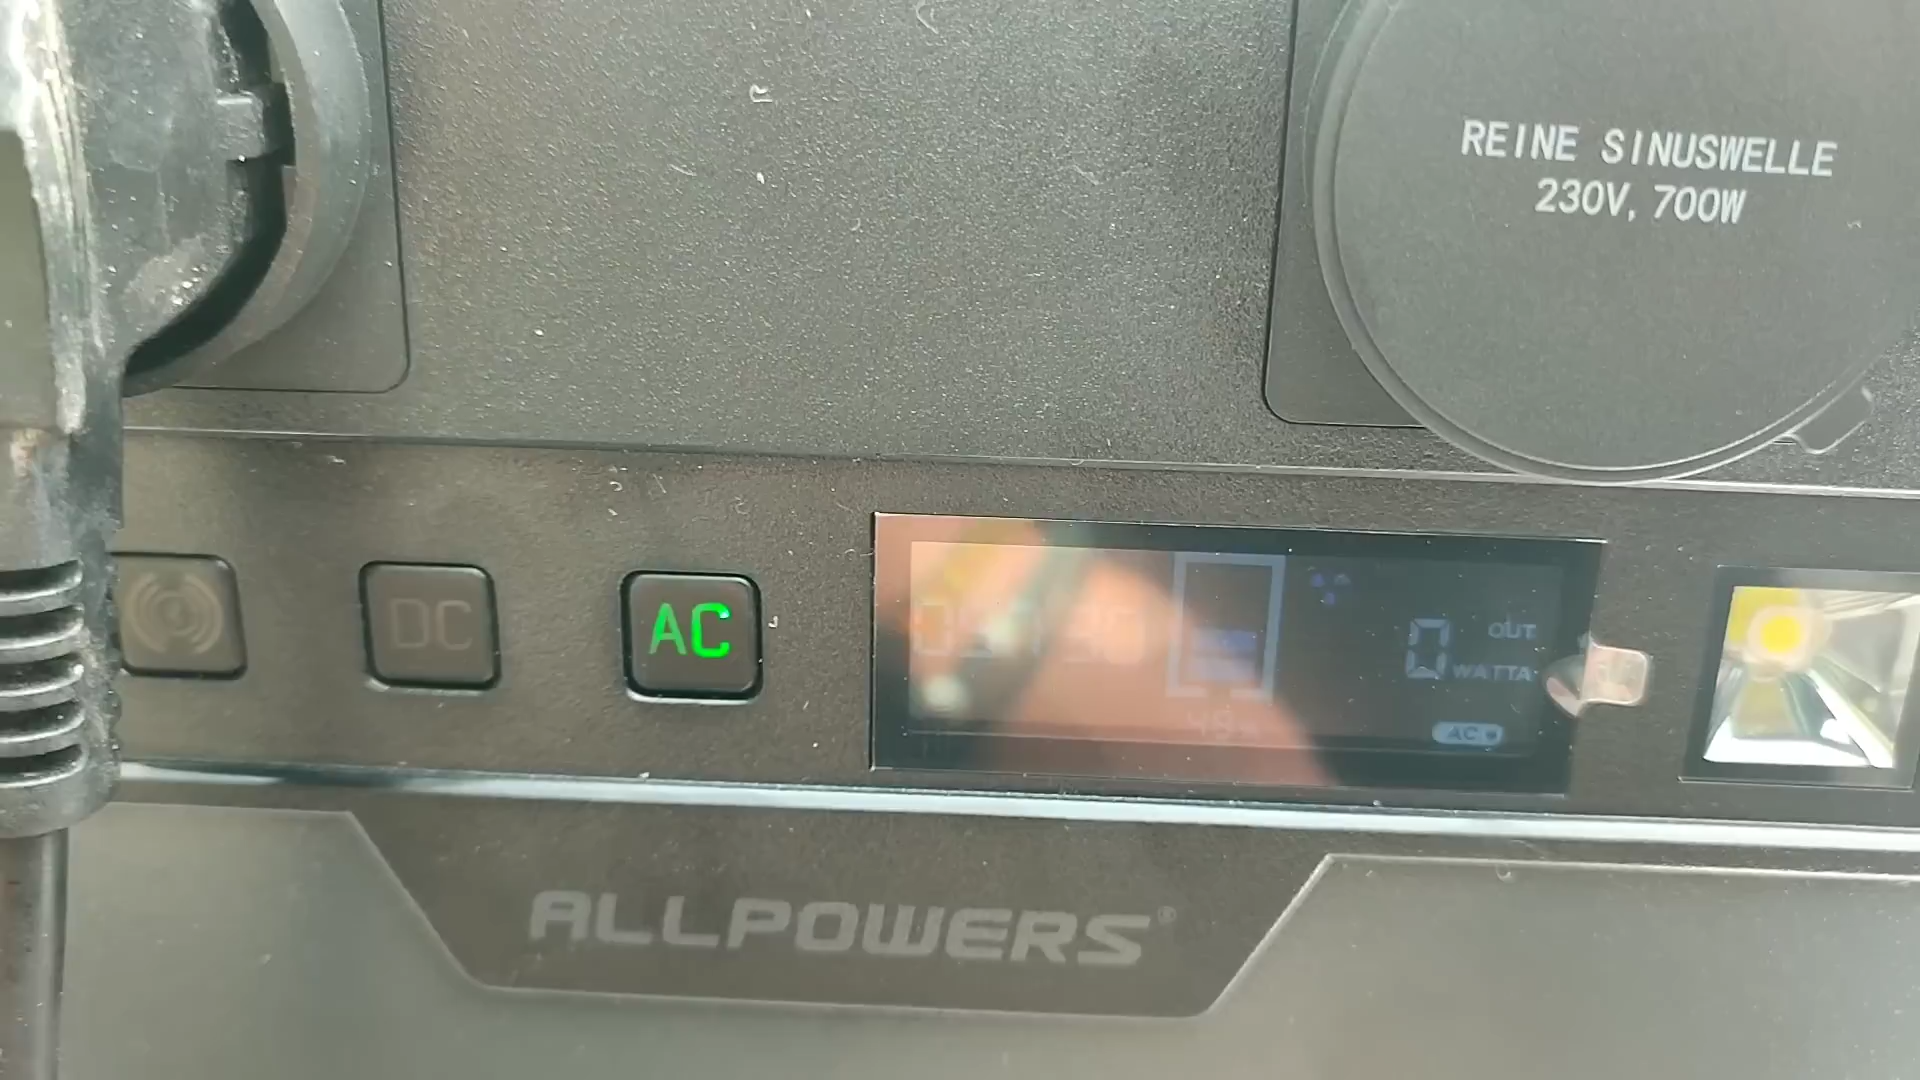 REINE SINUSWELLE
230V, 700W
DC
AC
0 OUT
WATTA
AC
ALLPOWERS®